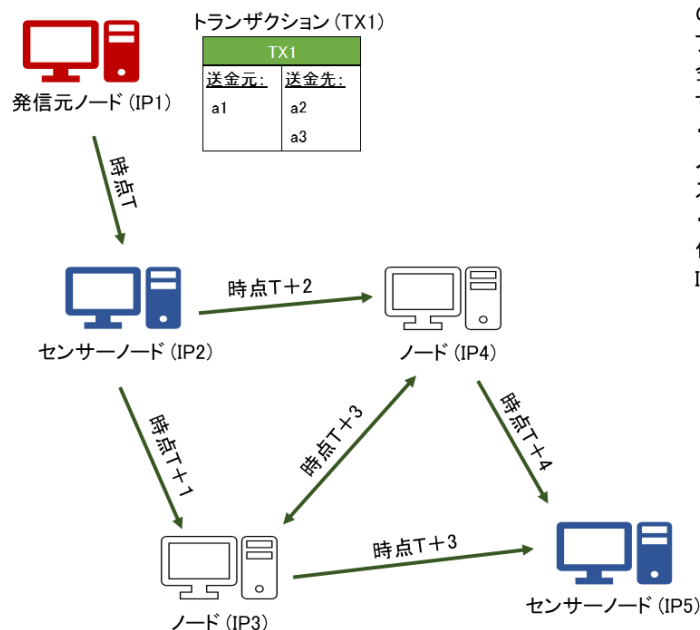 トランザクション (TX1)
TX1
送金元: 送金先:
a1 a2
a3
発信元ノード (IP1)
時点T
センサーノード (IP2)
時点T+2
ノード (IP4)
時点T+1
時点T+3
時点T+4
時点T+3
ノード (IP3)
センサーノード (IP5)